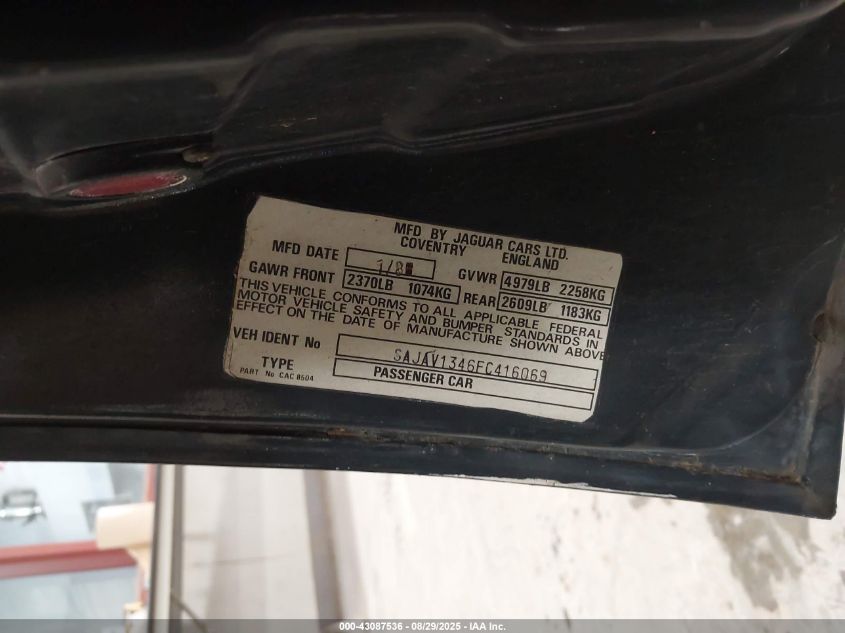 MFD BY JAGUAR CARS LTD.
COVENTRY ENGLAND
MFD DATE GVWR 4979LB 2258KG
GAWR FRONT 2370LB 1074KG REAR 2609LB 1183KG
THIS VEHICLE CONFORMS TO ALL APPLICABLE FEDERAL
MOTOR VEHICLE SAFETY AND BUMPER STANDARDS IN
EFFECT ON THE DATE OF MANUFACTURE SHOWN ABOVE
VEH IDENT No SAJAV1346FC416069
TYPE PASSENGER CAR
PART No CAC 8504
000-43087536 - 08/29/2025 - IAA Inc.